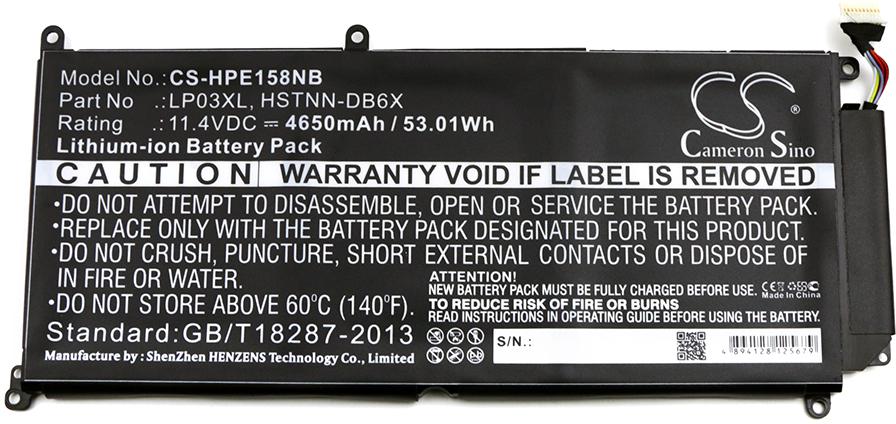 Model No.:CS-HPE158NB
Part No :LP03XL, HSTNN-DB6X
Rating :11.4VDC ⎓ 4650mAh / 53.01Wh
Lithium-ion Battery Pack
CS®
Cameron Sino
CAUTION WARRANTY VOID IF LABEL IS REMOVED
•DO NOT ATTEMPT TO DISASSEMBLE, OPEN OR SERVICE THE BATTERY PACK.
•REPLACE ONLY WITH THE BATTERY PACK DESIGNATED FOR THIS PRODUCT.
•DO NOT CRUSH, PUNCTURE, SHORT EXTERNAL CONTACTS OR DISPOSE OF
IN FIRE OR WATER.
•DO NOT STORE ABOVE 60°C (140°F).
ATTENTION!
NEW BATTERY PACK MUST BE FULLY CHARGED BEFORE USE.
TO REDUCE RISK OF FIRE OR BURNS
READ INSTRUCTIONS IN OPERATING GUIDE BEFORE USING THE BATTERY.
CE
Made in China
Standard:GB/T18287-2013
Manufacture by: ShenZhen HENZENS Technology Co., Limited
S/N.:
4 894128 125679